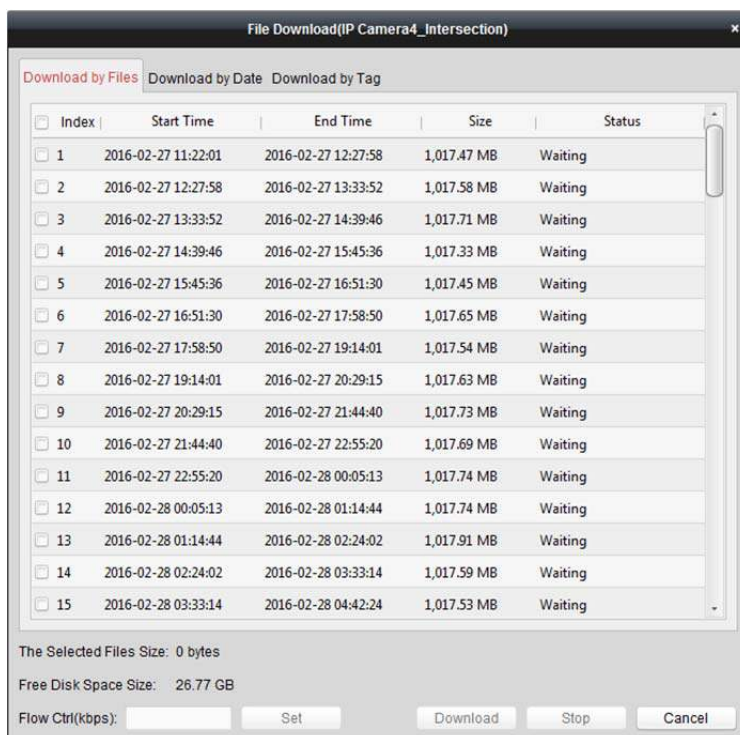 File Download(IP Camera4_Intersection) x
Download by Files Download by Date Download by Tag
Index Start Time End Time Size Status
1 2016-02-27 11:22:01 2016-02-27 12:27:58 1,017.47 MB Waiting
2 2016-02-27 12:27:58 2016-02-27 13:33:52 1,017.58 MB Waiting
3 2016-02-27 13:33:52 2016-02-27 14:39:46 1,017.71 MB Waiting
4 2016-02-27 14:39:46 2016-02-27 15:45:36 1,017.33 MB Waiting
5 2016-02-27 15:45:36 2016-02-27 16:51:30 1,017.45 MB Waiting
6 2016-02-27 16:51:30 2016-02-27 17:58:50 1,017.65 MB Waiting
7 2016-02-27 17:58:50 2016-02-27 19:14:01 1,017.54 MB Waiting
8 2016-02-27 19:14:01 2016-02-27 20:29:15 1,017.63 MB Waiting
9 2016-02-27 20:29:15 2016-02-27 21:44:40 1,017.73 MB Waiting
10 2016-02-27 21:44:40 2016-02-27 22:55:20 1,017.69 MB Waiting
11 2016-02-27 22:55:20 2016-02-28 00:05:13 1,017.74 MB Waiting
12 2016-02-28 00:05:13 2016-02-28 01:14:44 1,017.74 MB Waiting
13 2016-02-28 01:14:44 2016-02-28 02:24:02 1,017.91 MB Waiting
14 2016-02-28 02:24:02 2016-02-28 03:33:14 1,017.59 MB Waiting
15 2016-02-28 03:33:14 2016-02-28 04:42:24 1,017.53 MB Waiting
The Selected Files Size: 0 bytes
Free Disk Space Size: 26.77 GB
Flow Ctrl(kbps): Set Download Stop Cancel